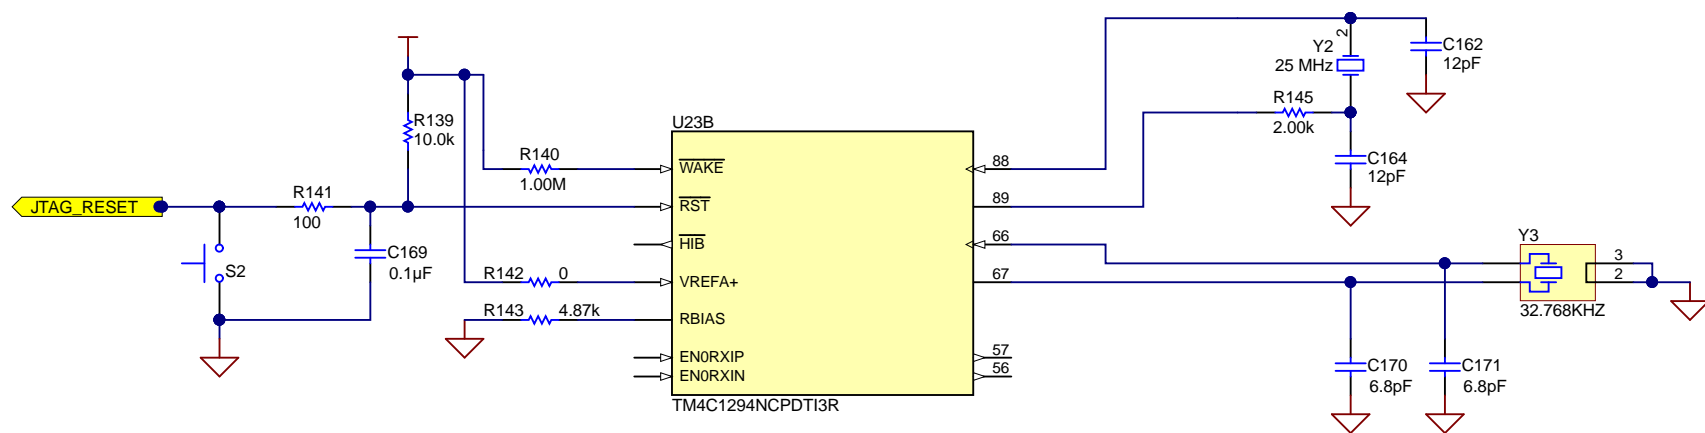 2
Y2
25 MHz
C162
12pF
R139
10.0k
R145
2.00k
U23B
R140
1.00M
WAKE
88
C164
12pF
JTAG_RESET
R141
100
RST
89
S2
C169
0.1µF
HIB
66
Y3
3
2
32.768KHZ
R142
0
VREFA+
67
R143
4.87k
RBIAS
EN0RXIP
57
EN0RXIN
56
C170
6.8pF
C171
6.8pF
TM4C1294NCPDTI3R